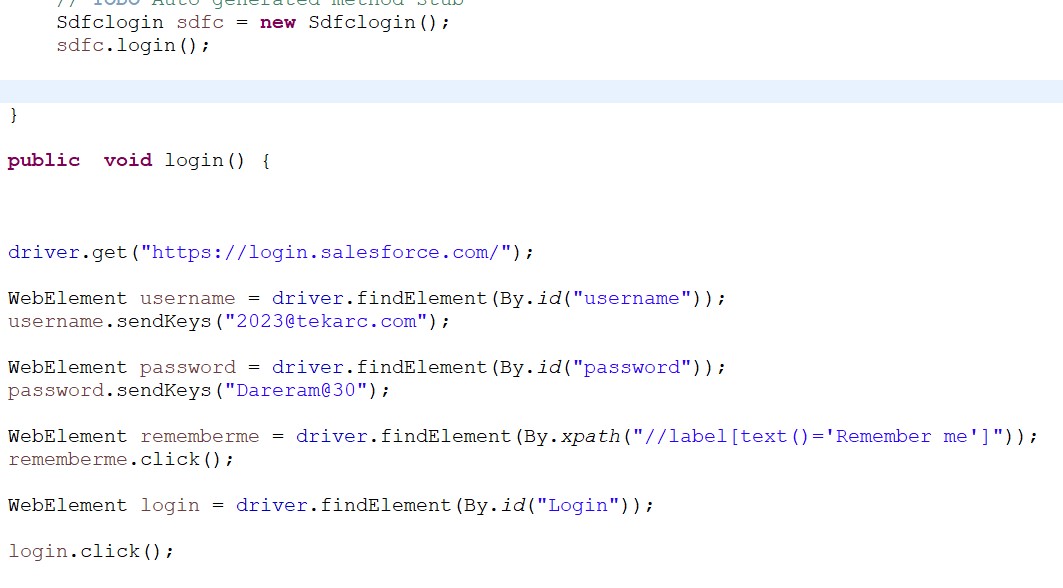 // TODO Auto generated method stub
Sdfclogin sdfc = new Sdfclogin();
sdfc.login();
}
public  void login() {
driver.get("https://login.salesforce.com/");
WebElement username = driver.findElement(By.id("username"));
username.sendKeys("2023@tekarc.com");
WebElement password = driver.findElement(By.id("password"));
password.sendKeys("Dareram@30");
WebElement rememberme = driver.findElement(By.xpath("//label[text()='Remember me']"));
rememberme.click();
WebElement login = driver.findElement(By.id("Login"));
login.click();